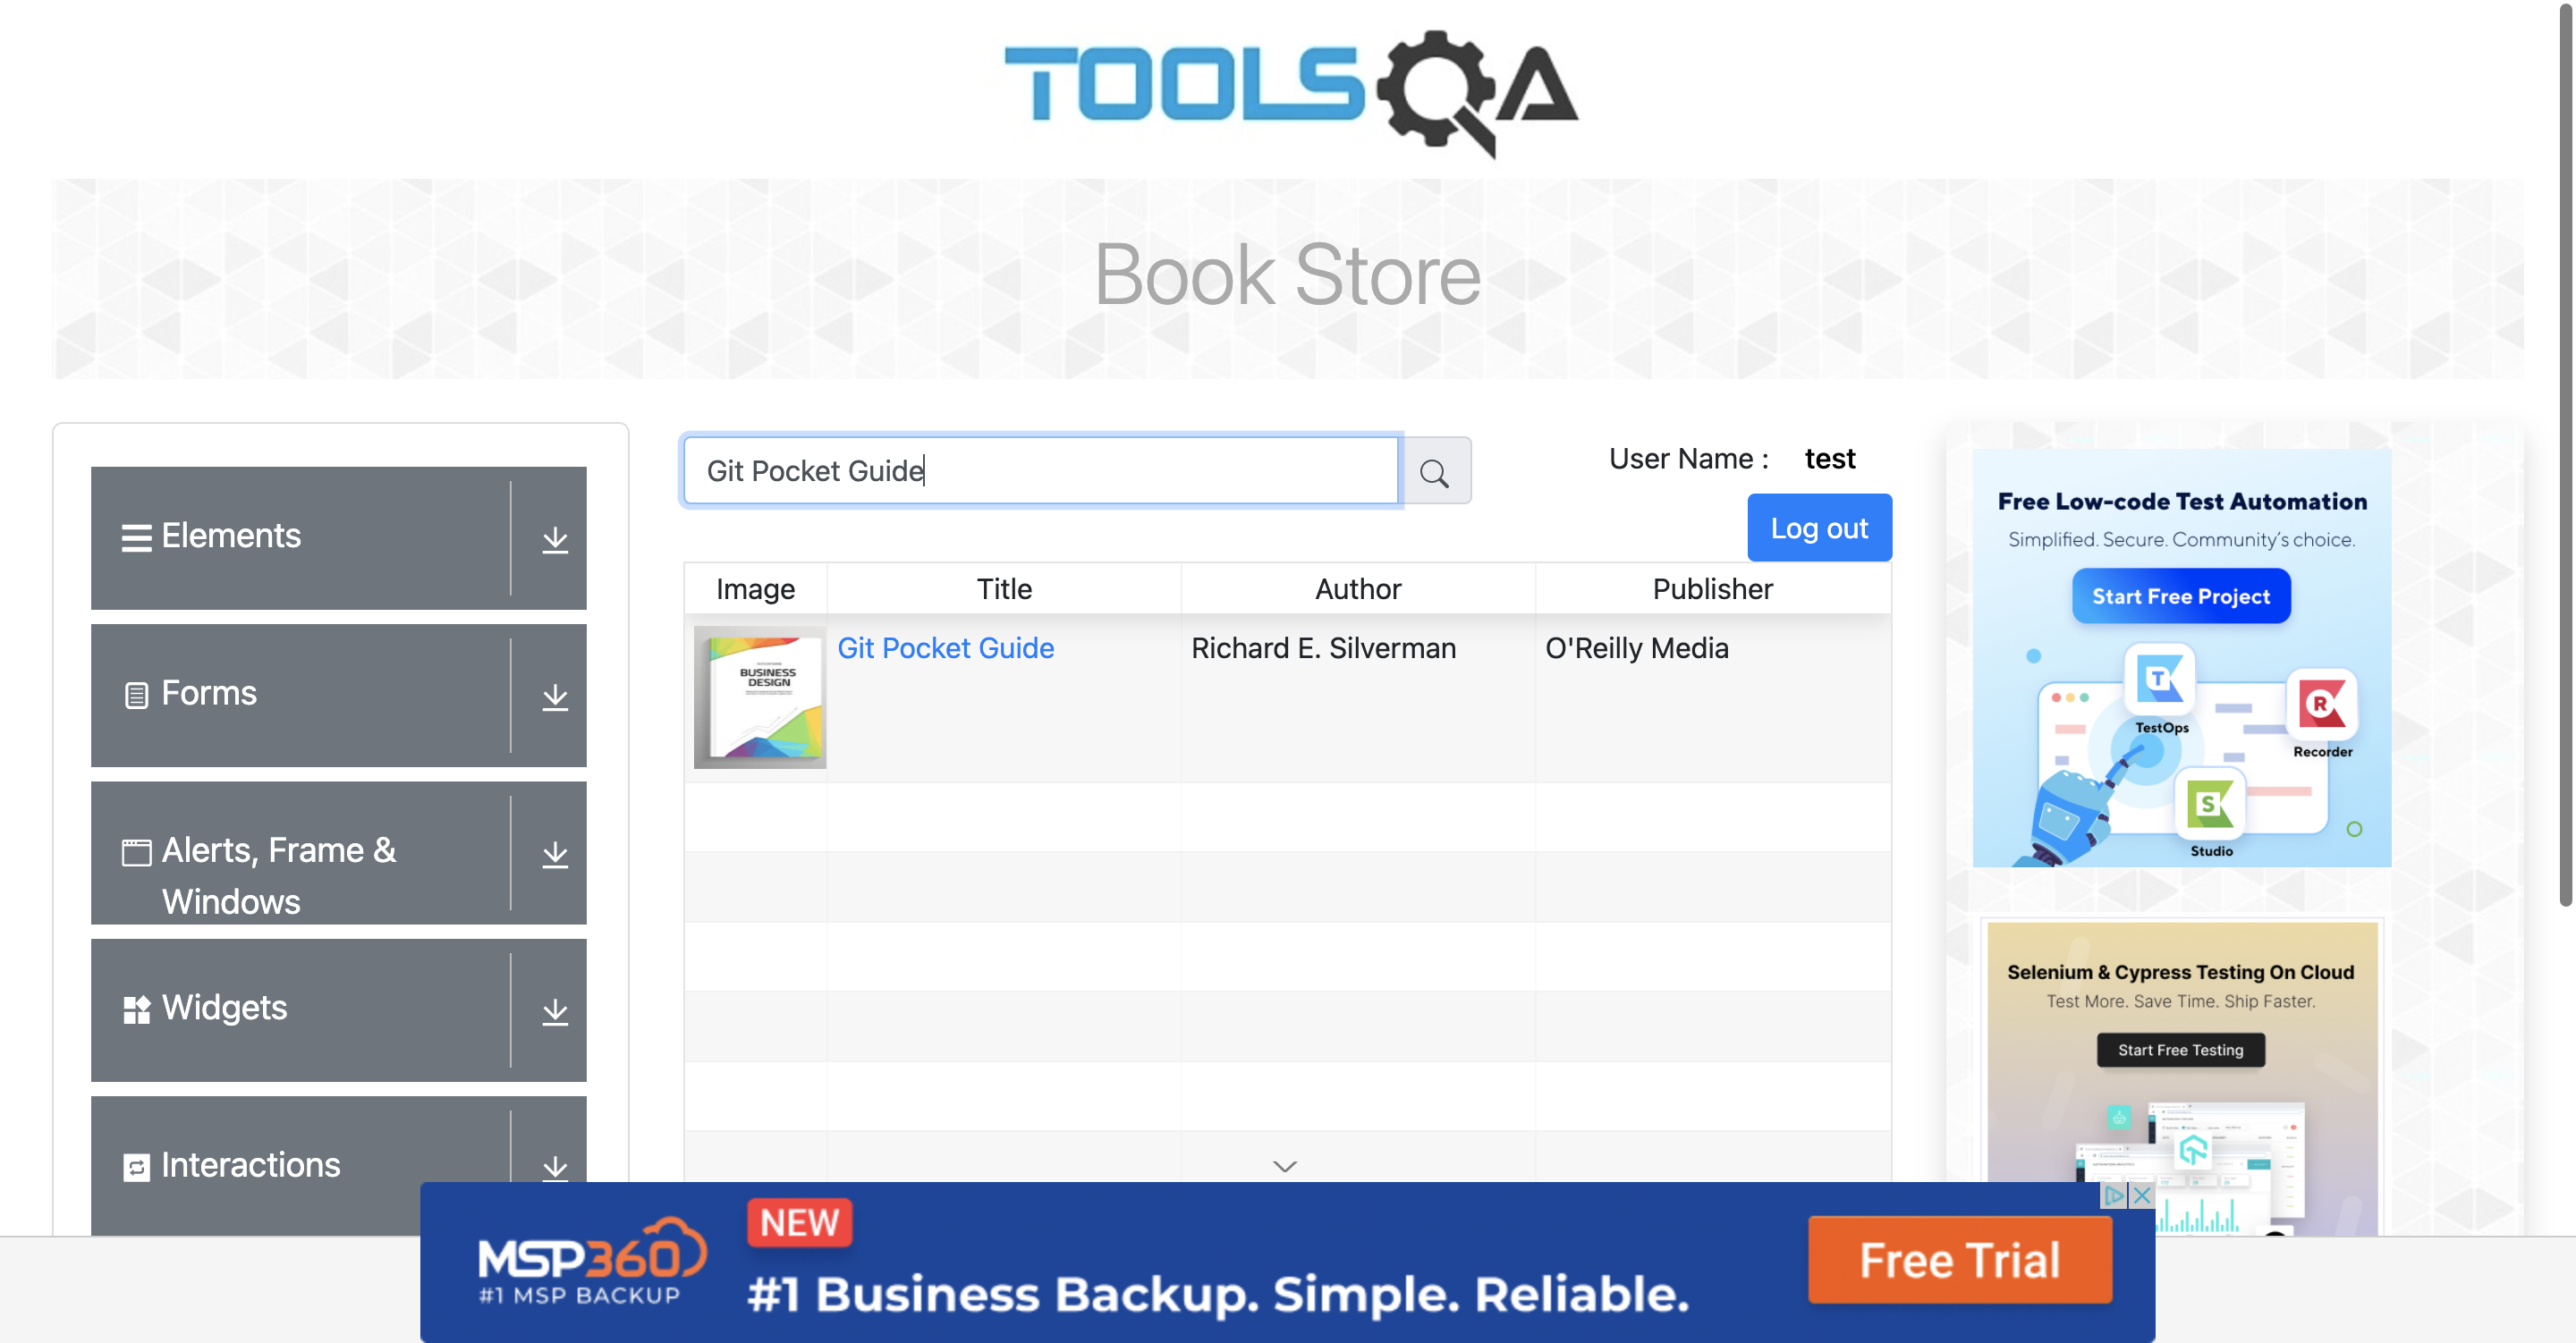 TOOLSQA
Book Store
Elements
Forms
Alerts, Frame &
Windows
Widgets
Interactions
Git Pocket Guide
User Name : test
Log out
Image Title Author Publisher
BUSINESS
DESIGN
Git Pocket Guide Richard E. Silverman O'Reilly Media
Free Low-code Test Automation
Simplified. Secure. Community's choice.
Start Free Project
T
TestOps
R
Recorder
S
Studio
Selenium & Cypress Testing On Cloud
Test More. Save Time. Ship Faster.
Start Free Testing
MSP360
#1 MSP BACKUP
NEW
#1 Business Backup. Simple. Reliable.
Free Trial